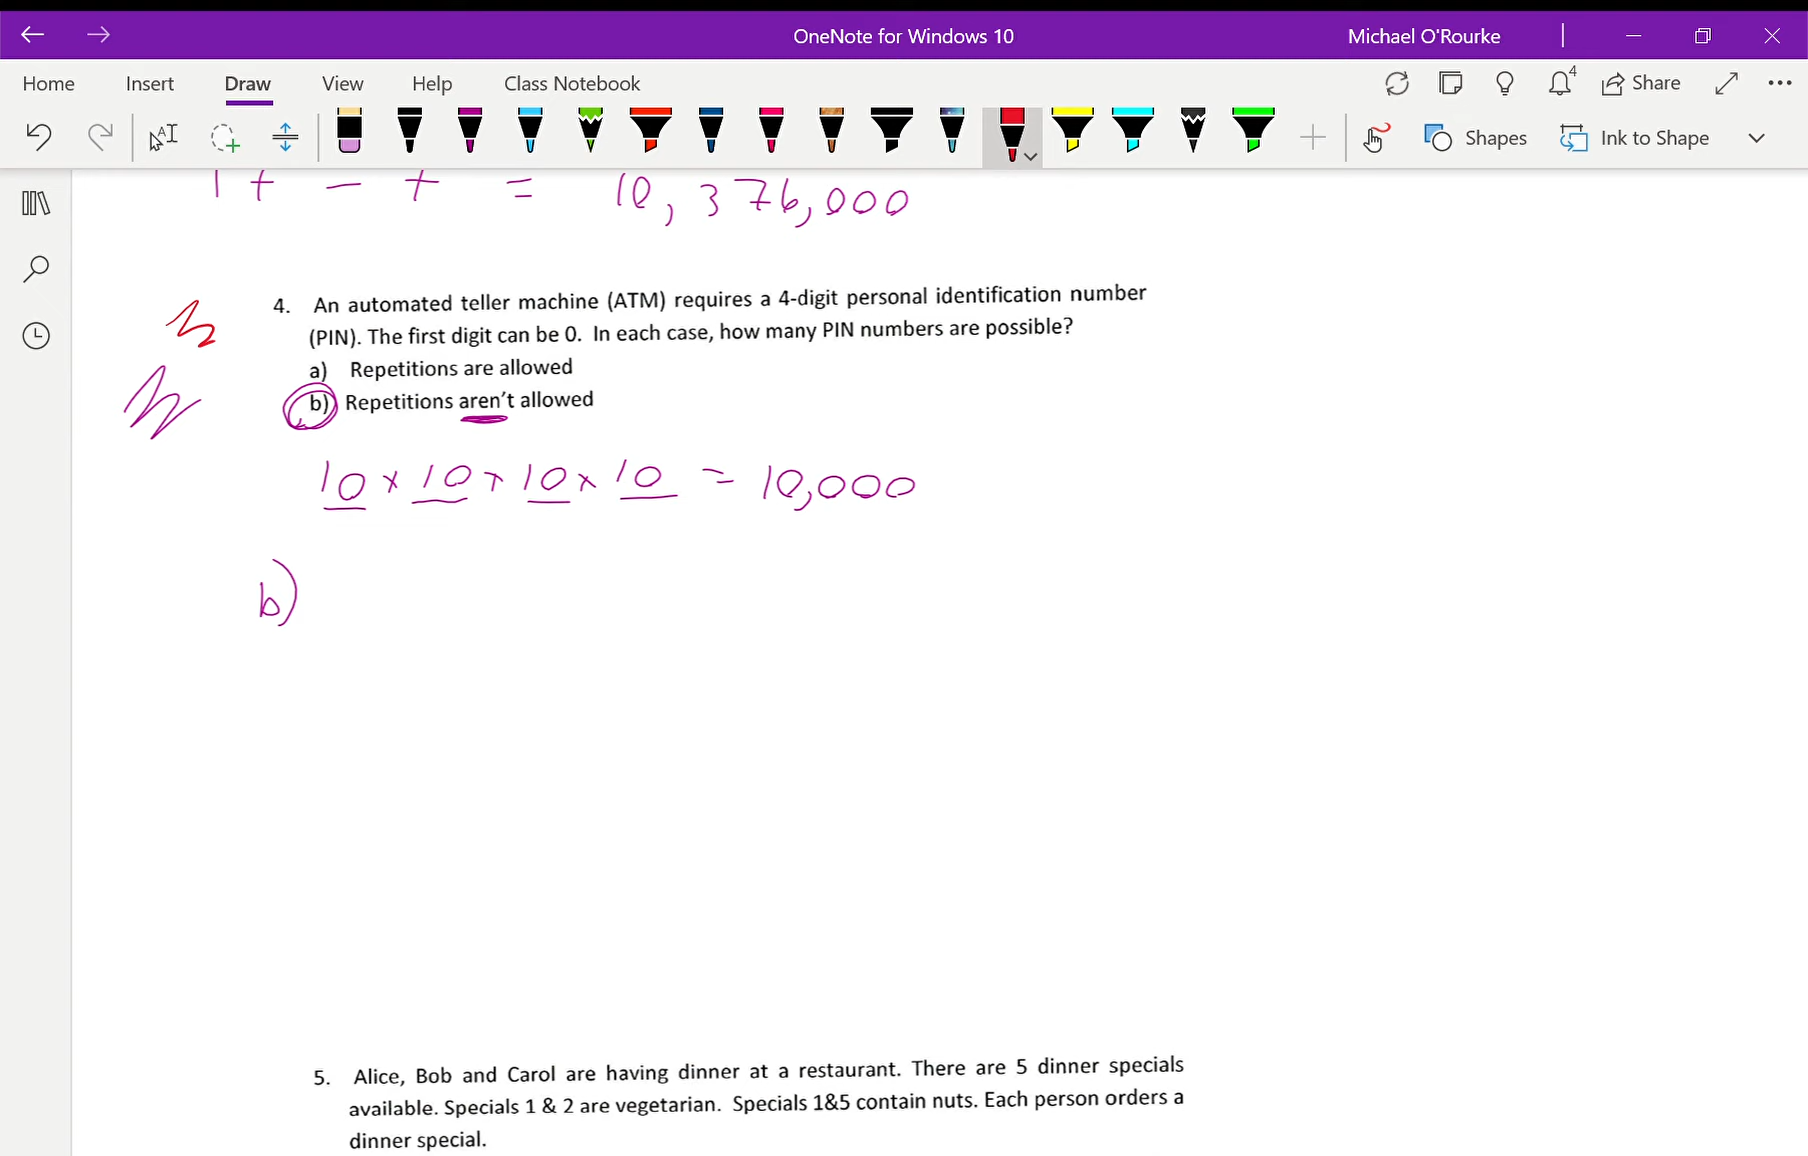 OneNote for Windows 10
Michael O'Rourke
Home Insert Draw View Help Class Notebook
4
Share
Shapes
Ink to Shape
= 10,376,000
4. An automated teller machine (ATM) requires a 4-digit personal identification number
(PIN). The first digit can be 0. In each case, how many PIN numbers are possible?
a) Repetitions are allowed
b) Repetitions aren't allowed
10 × 10 × 10 × 10 = 10,000
b)
5. Alice, Bob and Carol are having dinner at a restaurant. There are 5 dinner specials
available. Specials 1 & 2 are vegetarian. Specials 1&5 contain nuts. Each person orders a
dinner special.